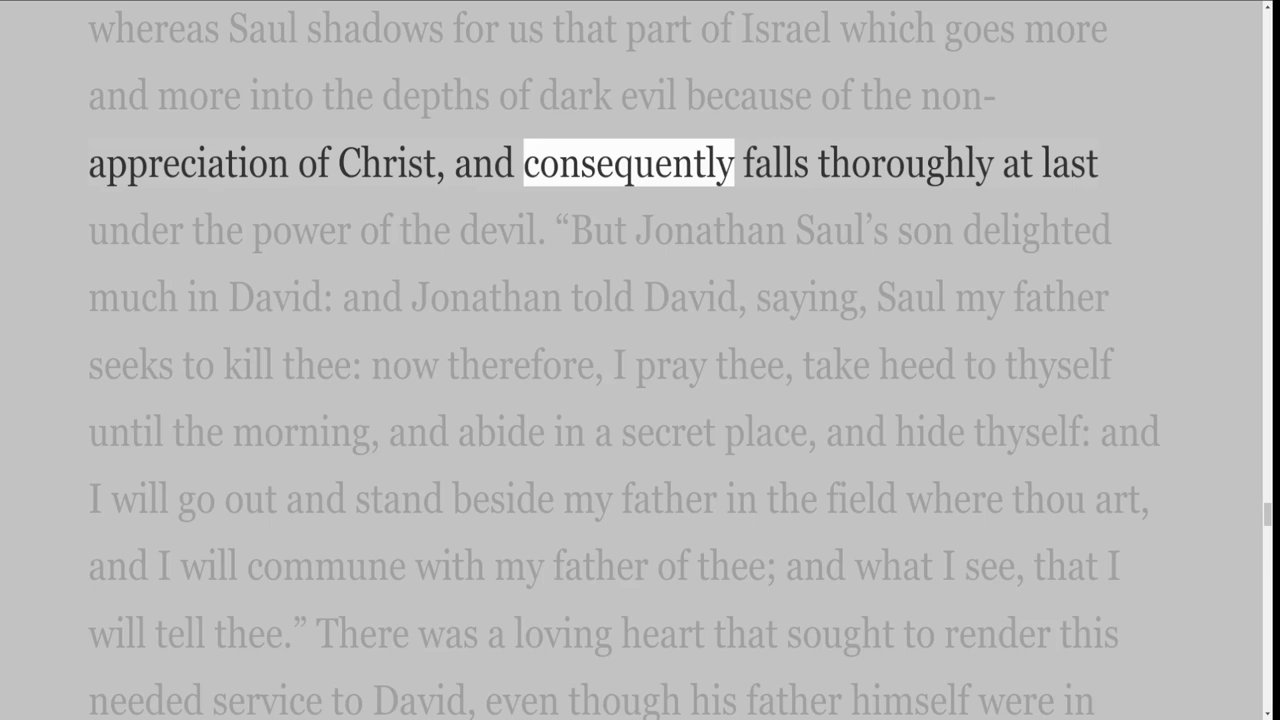 whereas Saul shadows for us that part of Israel which goes more
and more into the depths of dark evil because of the non-
appreciation of Christ, and consequently falls thoroughly at last
under the power of the devil. “But Jonathan Saul’s son delighted
much in David: and Jonathan told David, saying, Saul my father
seeks to kill thee: now therefore, I pray thee, take heed to thyself
until the morning, and abide in a secret place, and hide thyself: and
I will go out and stand beside my father in the field where thou art,
and I will commune with my father of thee; and what I see, that I
will tell thee.” There was a loving heart that sought to render this
needed service to David, even though his father himself were in